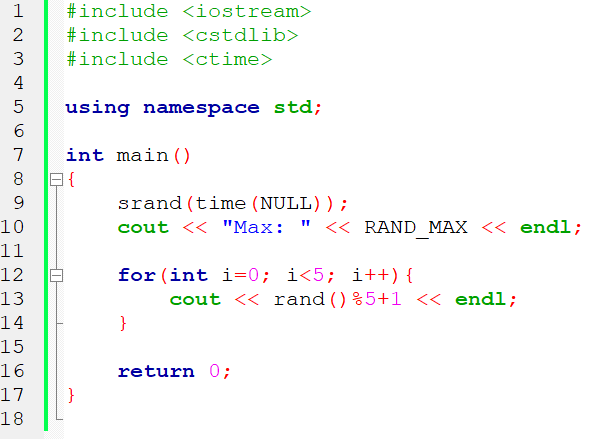 1 #include <iostream>
2 #include <cstdlib>
3 #include <ctime>
4
5 using namespace std;
6
7 int main()
8 {
9 srand(time(NULL));
10 cout << "Max: " << RAND_MAX << endl;
11
12 for(int i=0; i<5; i++){
13 cout << rand()%5+1 << endl;
14 }
15
16 return 0;
17 }
18